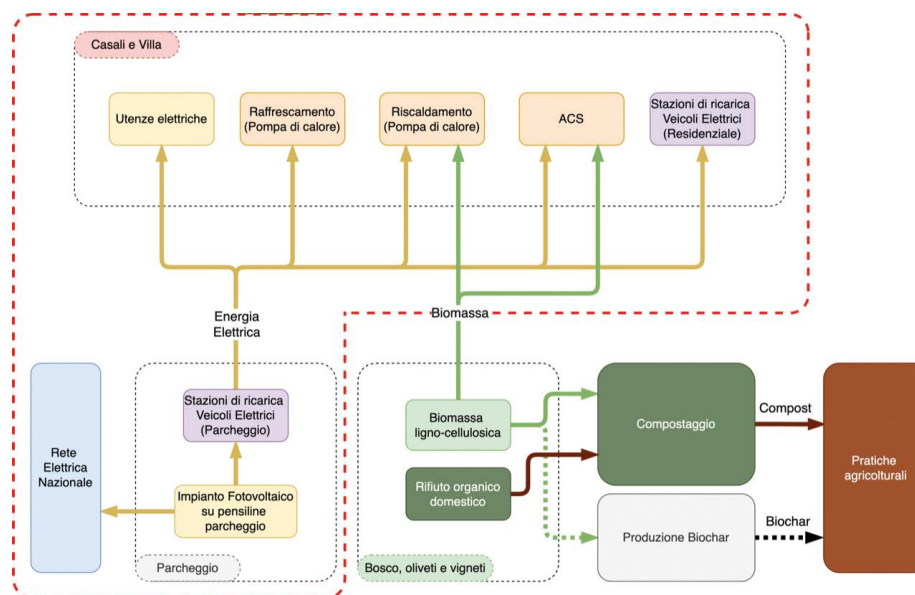 Casali e Villa
Utenze elettriche
Raffrescamento
(Pompa di calore)
Riscaldamento
(Pompa di calore)
ACS
Stazioni di ricarica
Veicoli Elettrici
(Residenziale)
Energia
Elettrica
Biomassa
Rete
Elettrica
Nazionale
Stazioni di ricarica
Veicoli Elettrici
(Parcheggio)
Impianto Fotovoltaico
su pensiline
parcheggio
Parcheggio
Biomassa
ligno-cellulosica
Rifiuto organico
domestico
Bosco, oliveti e vigneti
Compostaggio
Compost
Produzione Biochar
Biochar
Pratiche
agricolturali